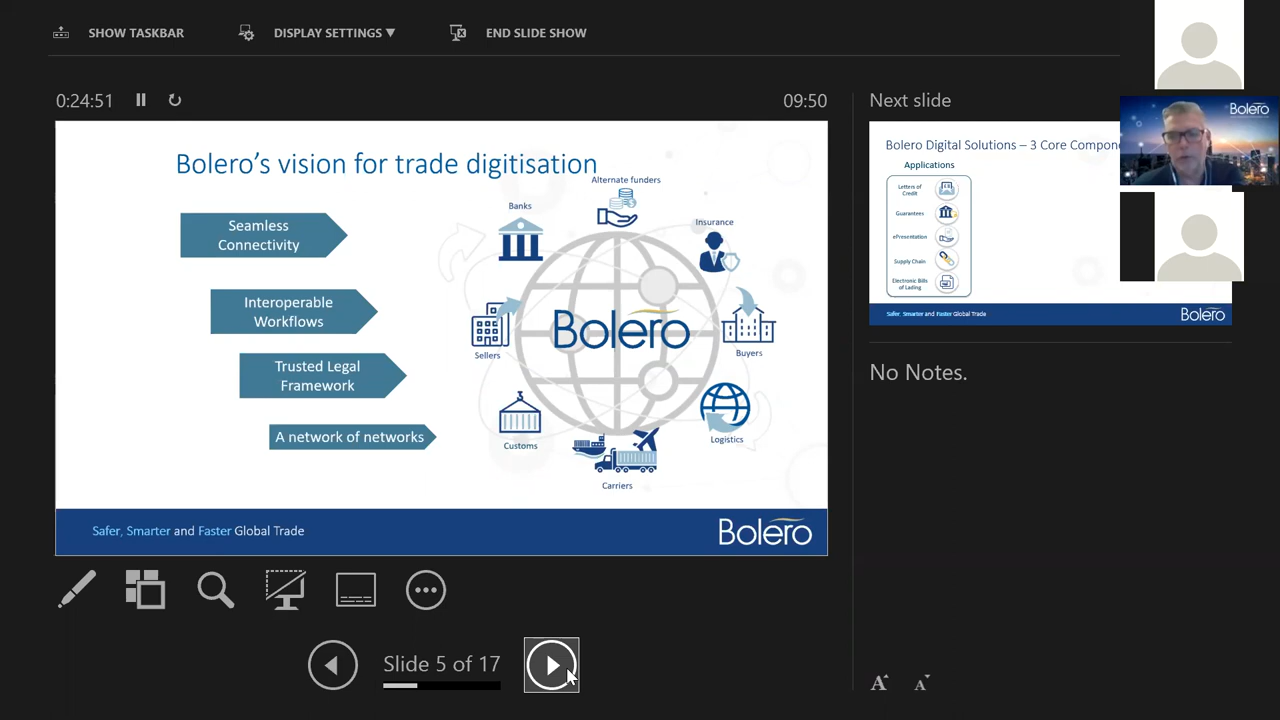 SHOW TASKBAR
DISPLAY SETTINGS ▼
END SLIDE SHOW
0:24:51
09:50
Next slide
Bolero's vision for trade digitisation
Seamless
Connectivity
Interoperable
Workflows
Trusted Legal
Framework
A network of networks
Banks
Alternate funders
Insurance
Sellers
Bolero
Buyers
Customs
Carriers
Logistics
Safer, Smarter and Faster Global Trade
Bolero
Bolero Digital Solutions – 3 Core Compon
Applications
Letters of
Credit
Guarantees
ePresentation
Supply Chain
Electronic Bills
of Lading
Safer, Smarter and Faster Global Trade
Bolero
Bolero
No Notes.
Slide 5 of 17
A
A